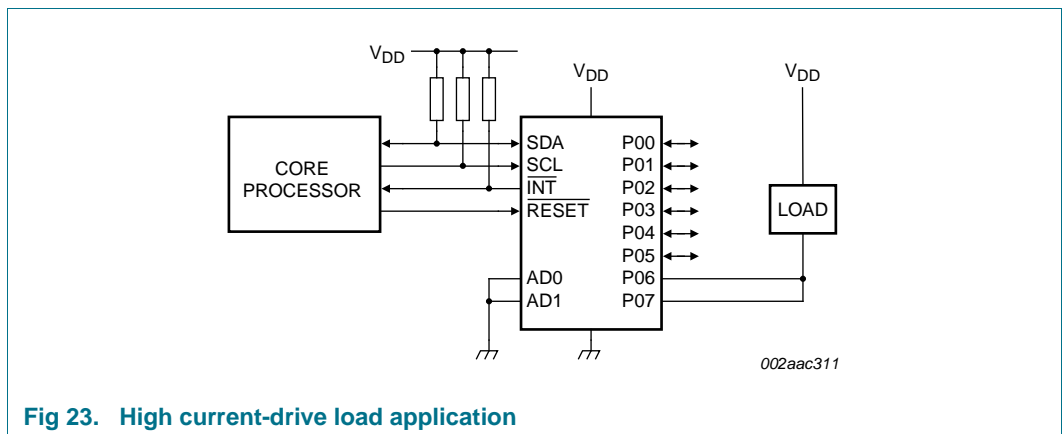 VDD
VDD
VDD
CORE
PROCESSOR
SDA
SCL
INT
RESET
AD0
AD1
P00
P01
P02
P03
P04
P05
P06
P07
LOAD
002aac311
Fig 23. High current-drive load application